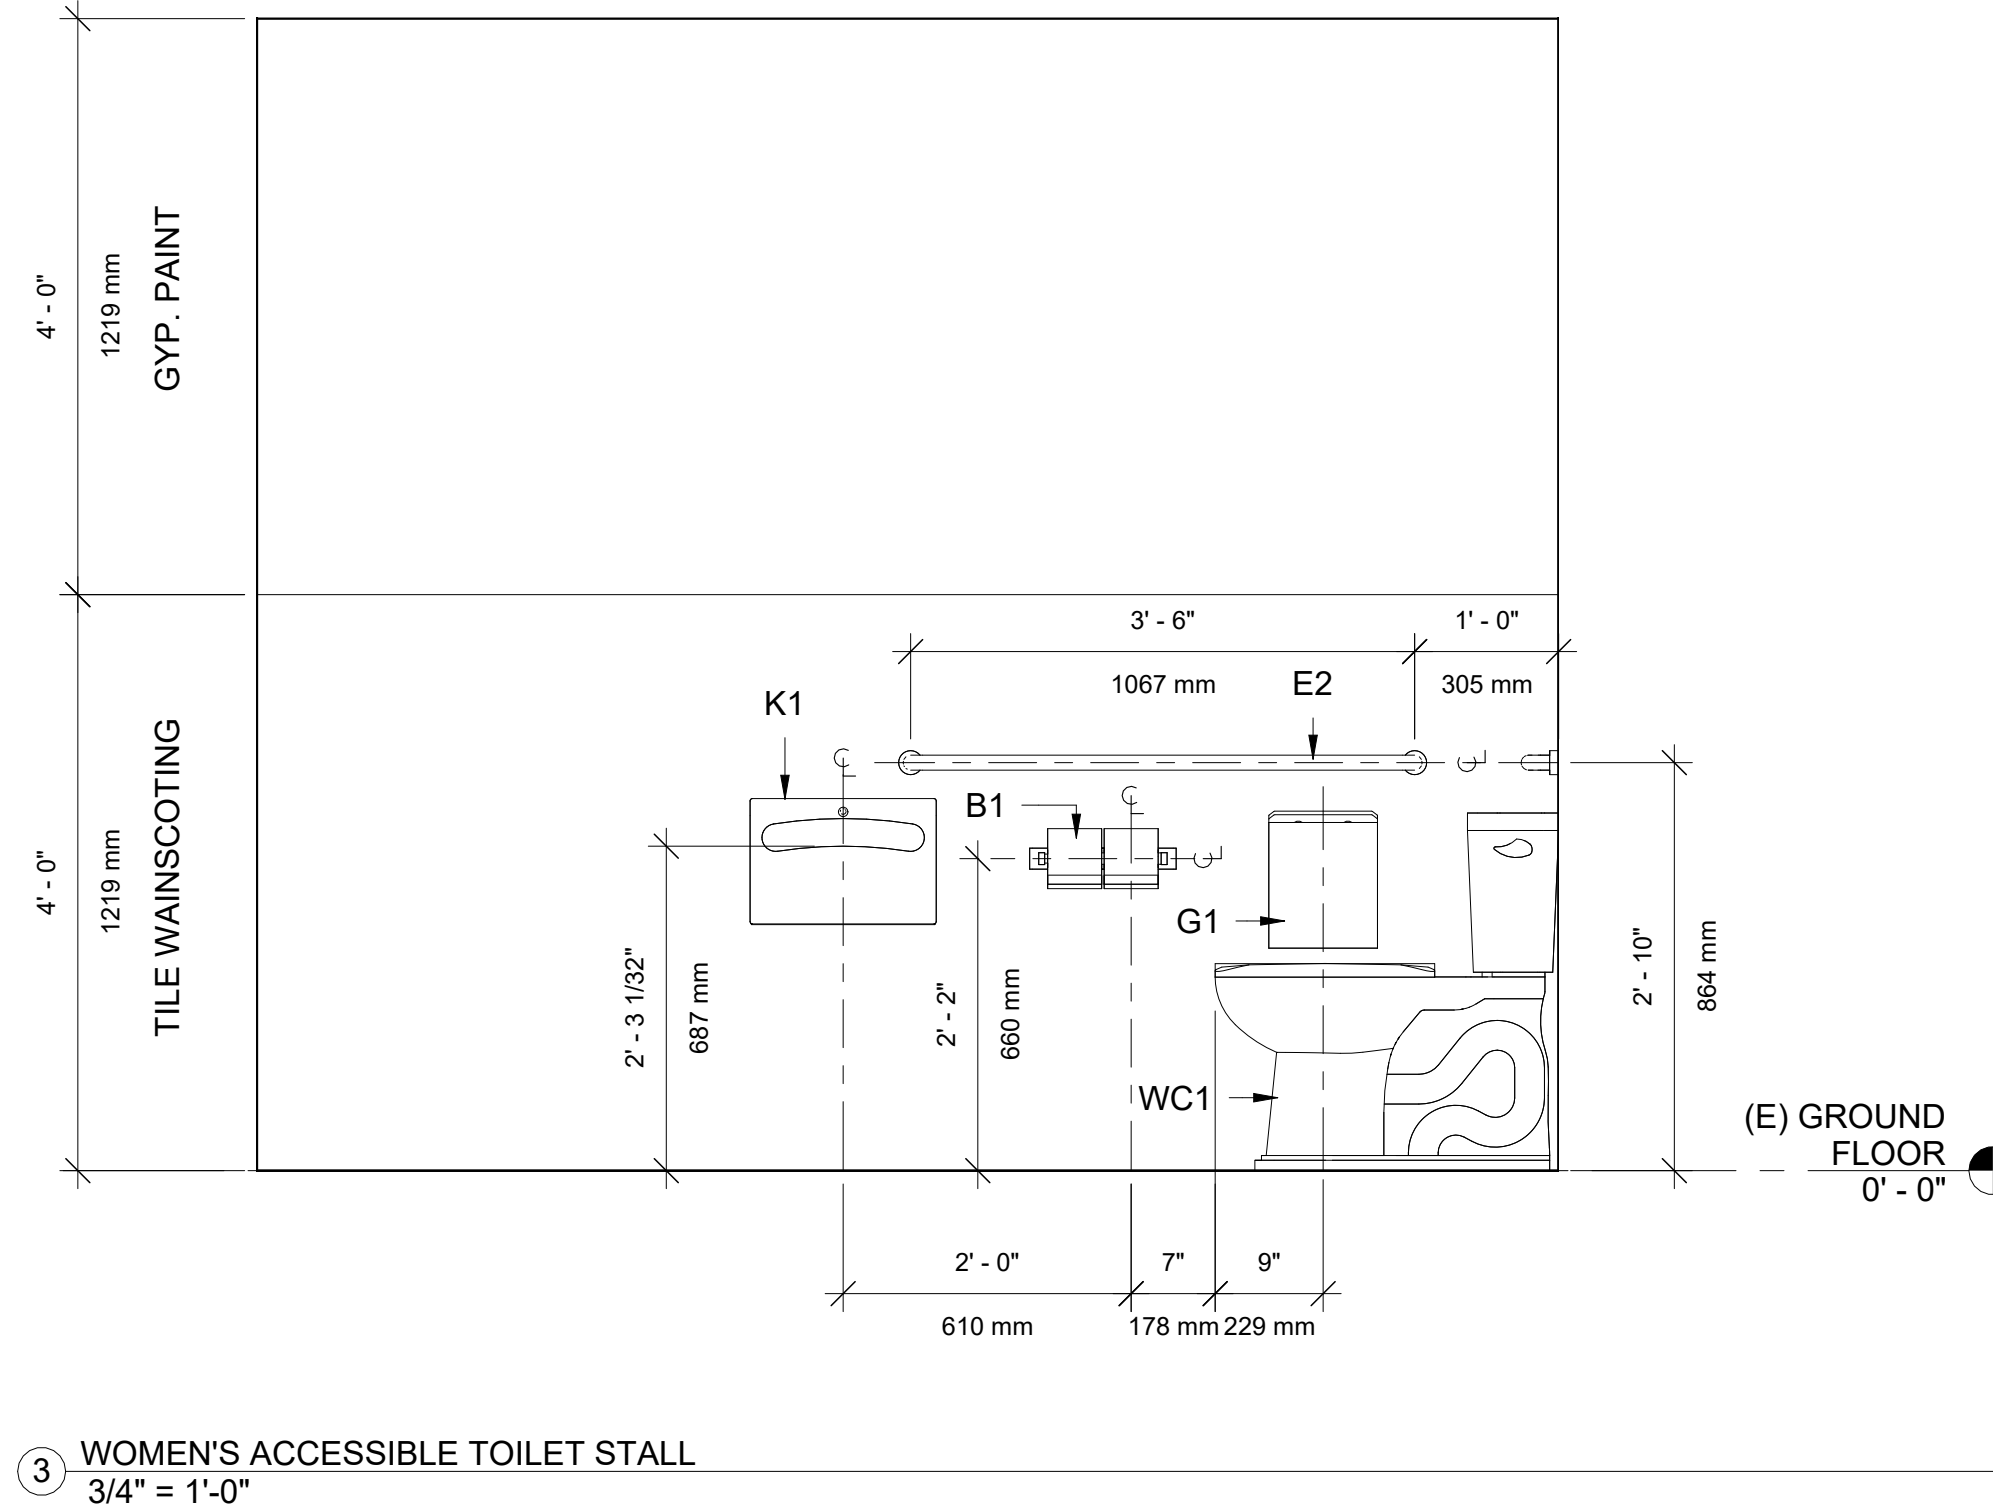 4' - 0"
1219 mm
GYP. PAINT
4' - 0"
1219 mm
TILE WAINSCOTING
3' - 6"
1' - 0"
1067 mm
E2
305 mm
K1
B1
G1
2' - 3 1/32"
687 mm
2' - 2"
660 mm
2' - 10"
864 mm
WC1
(E) GROUND
FLOOR
0' - 0"
2' - 0"
7"
9"
610 mm
178 mm
229 mm
3
WOMEN'S ACCESSIBLE TOILET STALL
3/4" = 1'-0"